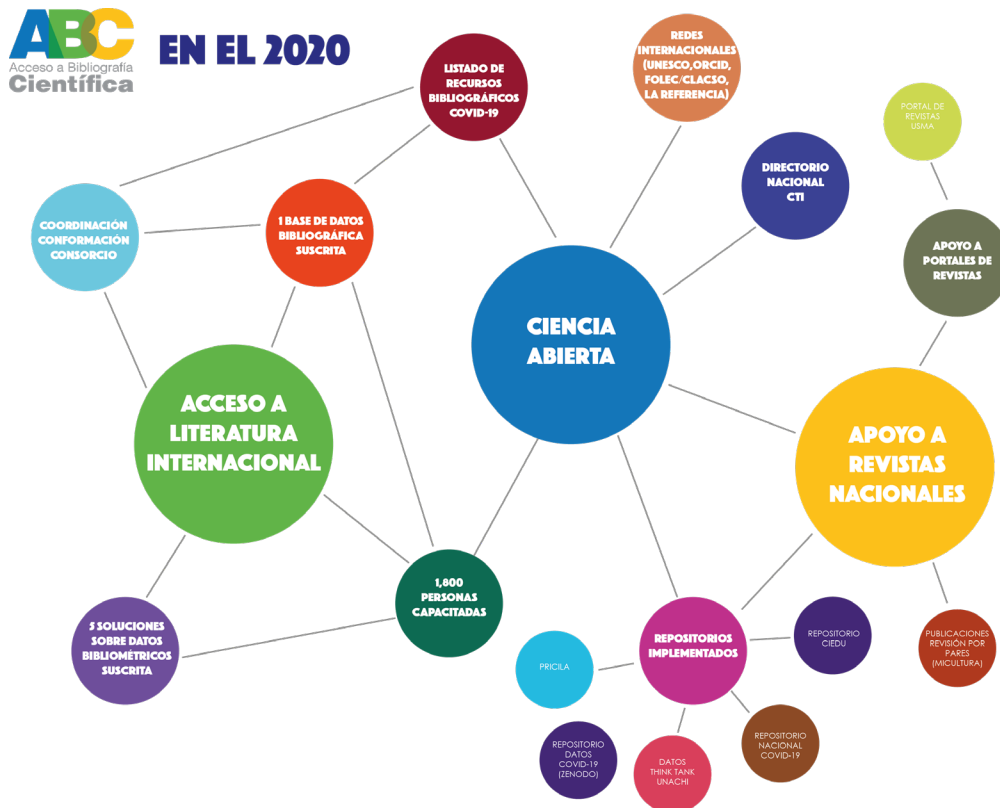 ABC
Acceso a Bibliografía
Científica
EN EL 2020
LISTADO DE
RECURSOS
BIBLIOGRÁFICOS
COVID-19
REDES
INTERNACIONALES
(UNESCO,ORCID,
FOLEC/CLACSO,
LA REFERENCIA)
PORTAL DE
REVISTAS
USMA
DIRECTORIO
NACIONAL
CTI
COORDINACIÓN
CONFORMACIÓN
CONSORCIO
1 BASE DE DATOS
BIBLIOGRÁFICA
SUSCRITA
APOYO A
PORTALES DE
REVISTAS
CIENCIA
ABIERTA
ACCESO A
LITERATURA
INTERNACIONAL
APOYO A
REVISTAS
NACIONALES
1,800
PERSONAS
CAPACITADAS
5 SOLUCIONES
SOBRE DATOS
BIBLIOMÉTRICOS
SUSCRITA
REPOSITORIOS
IMPLEMENTADOS
REPOSITORIO
CIEDU
PUBLICACIONES
REVISIÓN POR
PARES
(MICULTURA)
PRICILA
REPOSITORIO
DATOS
COVID-19
(ZENODO)
DATOS
THINK TANK
UNACHI
REPOSITORIO
NACIONAL
COVID-19